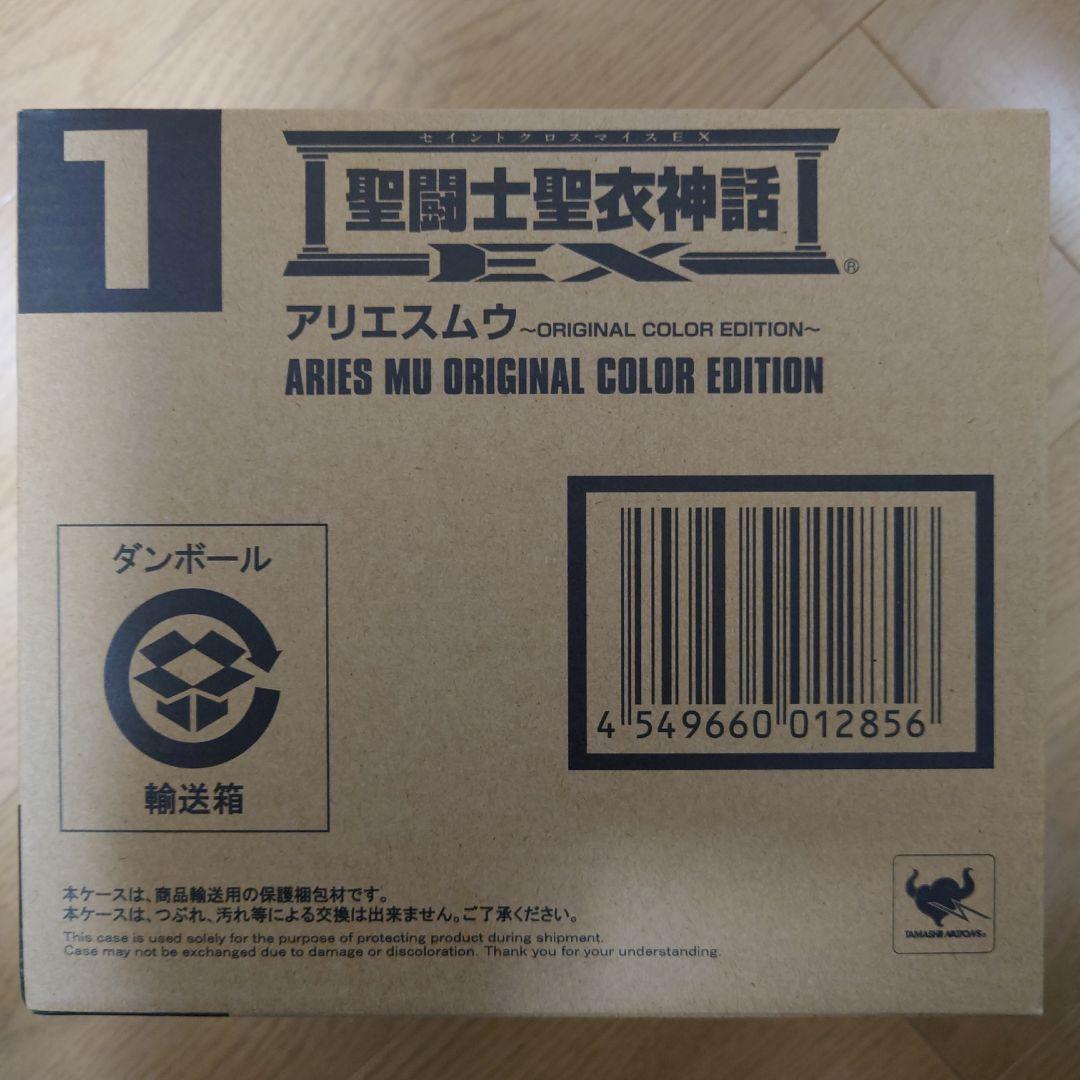 1
セイントクロスマイスEX
聖闘士聖衣神話
EX®
アリエスムウ~ORIGINAL COLOR EDITION~
ARIES MU ORIGINAL COLOR EDITION
ダンボール
輸送箱
4 549660 012856
本ケースは、商品輸送用の保護梱包材です。
本ケースは、つぶれ、汚れ等による交換は出来ません。ご了承ください。
This case is used solely for the purpose of protecting product during shipment.
Case may not be exchanged due to damage or discoloration. Thank you for your understanding.
TAMASHII NATIONS®